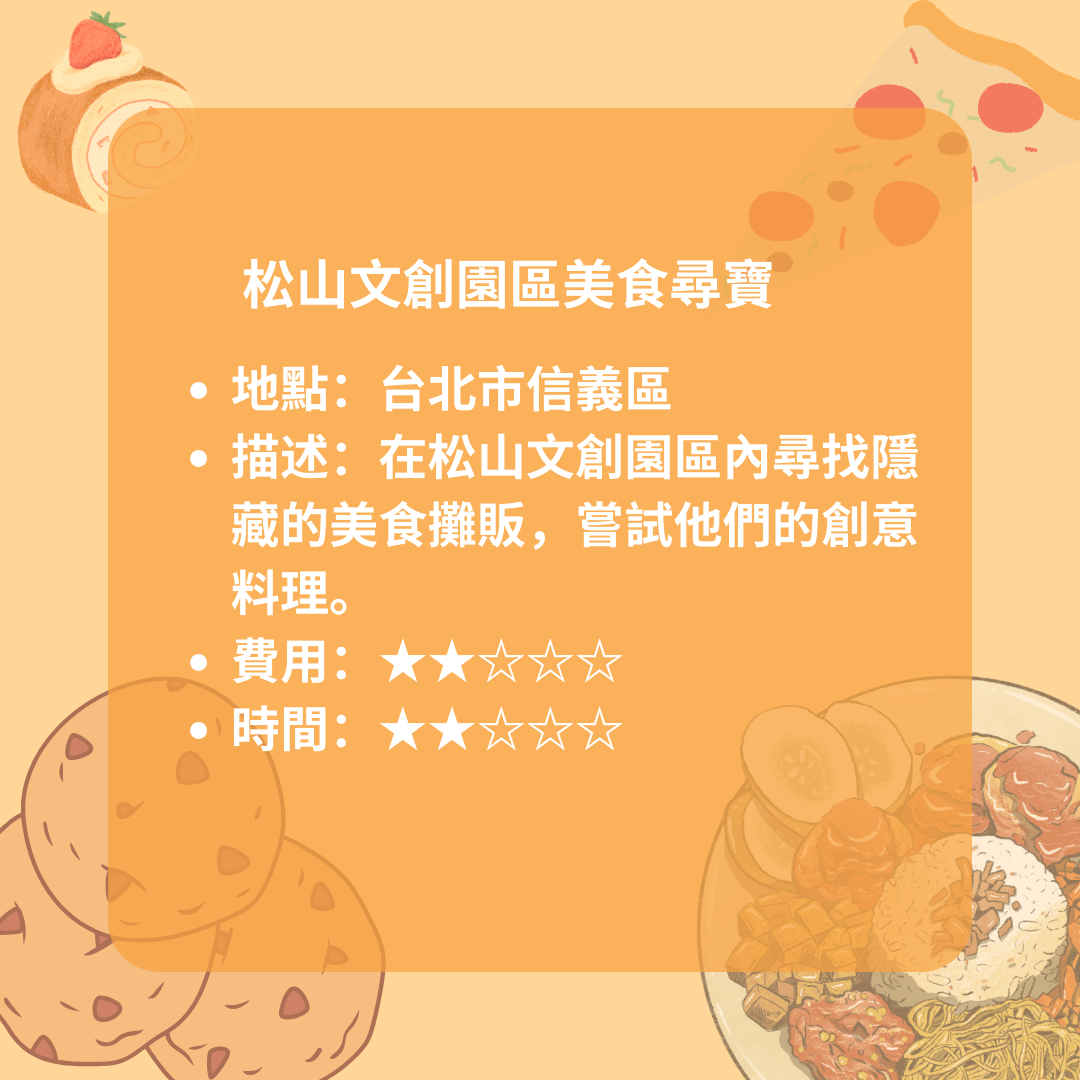 松山文創園區美食尋寶
• 地點：台北市信義區
• 描述：在松山文創園區內尋找隱
藏的美食攤販，嘗試他們的創意
料理。
• 費用：★★☆☆☆
• 時間：★★☆☆☆